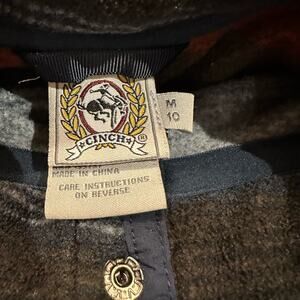 CINCH
®
M
10
MADE IN CHINA
CARE INSTRUCTIONS
ON REVERSE